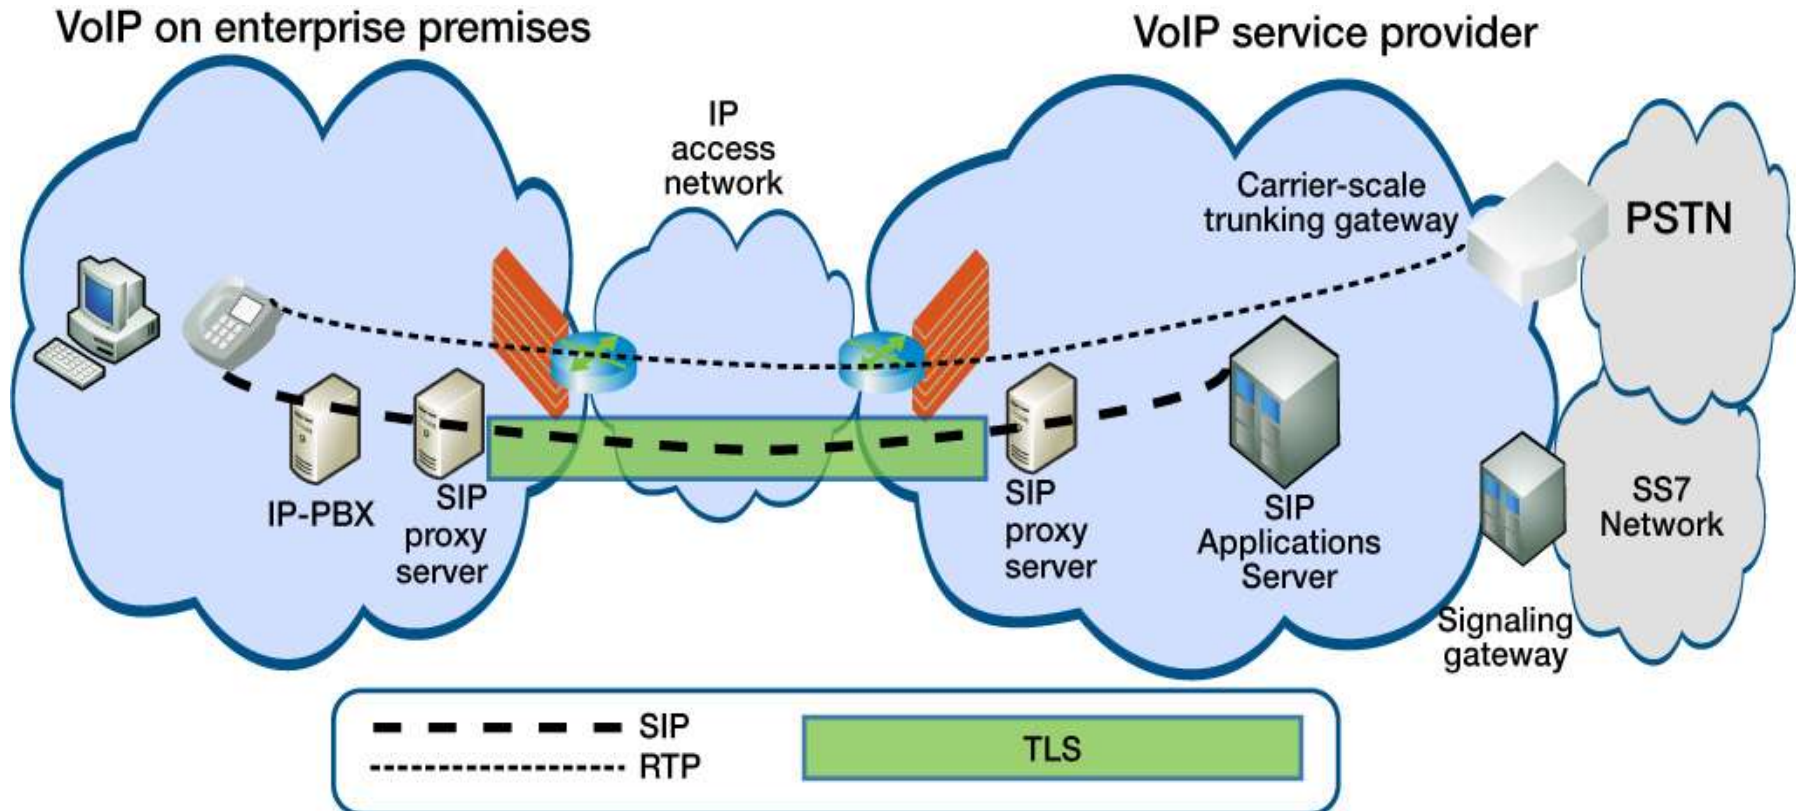 VoIP on enterprise premises
VoIP service provider
IP
access
network
Carrier-scale
trunking gateway
PSTN
IP-PBX
SIP
proxy
server
SIP
proxy
server
SIP
Applications
Server
SS7
Network
Signaling
gateway
SIP
RTP
TLS